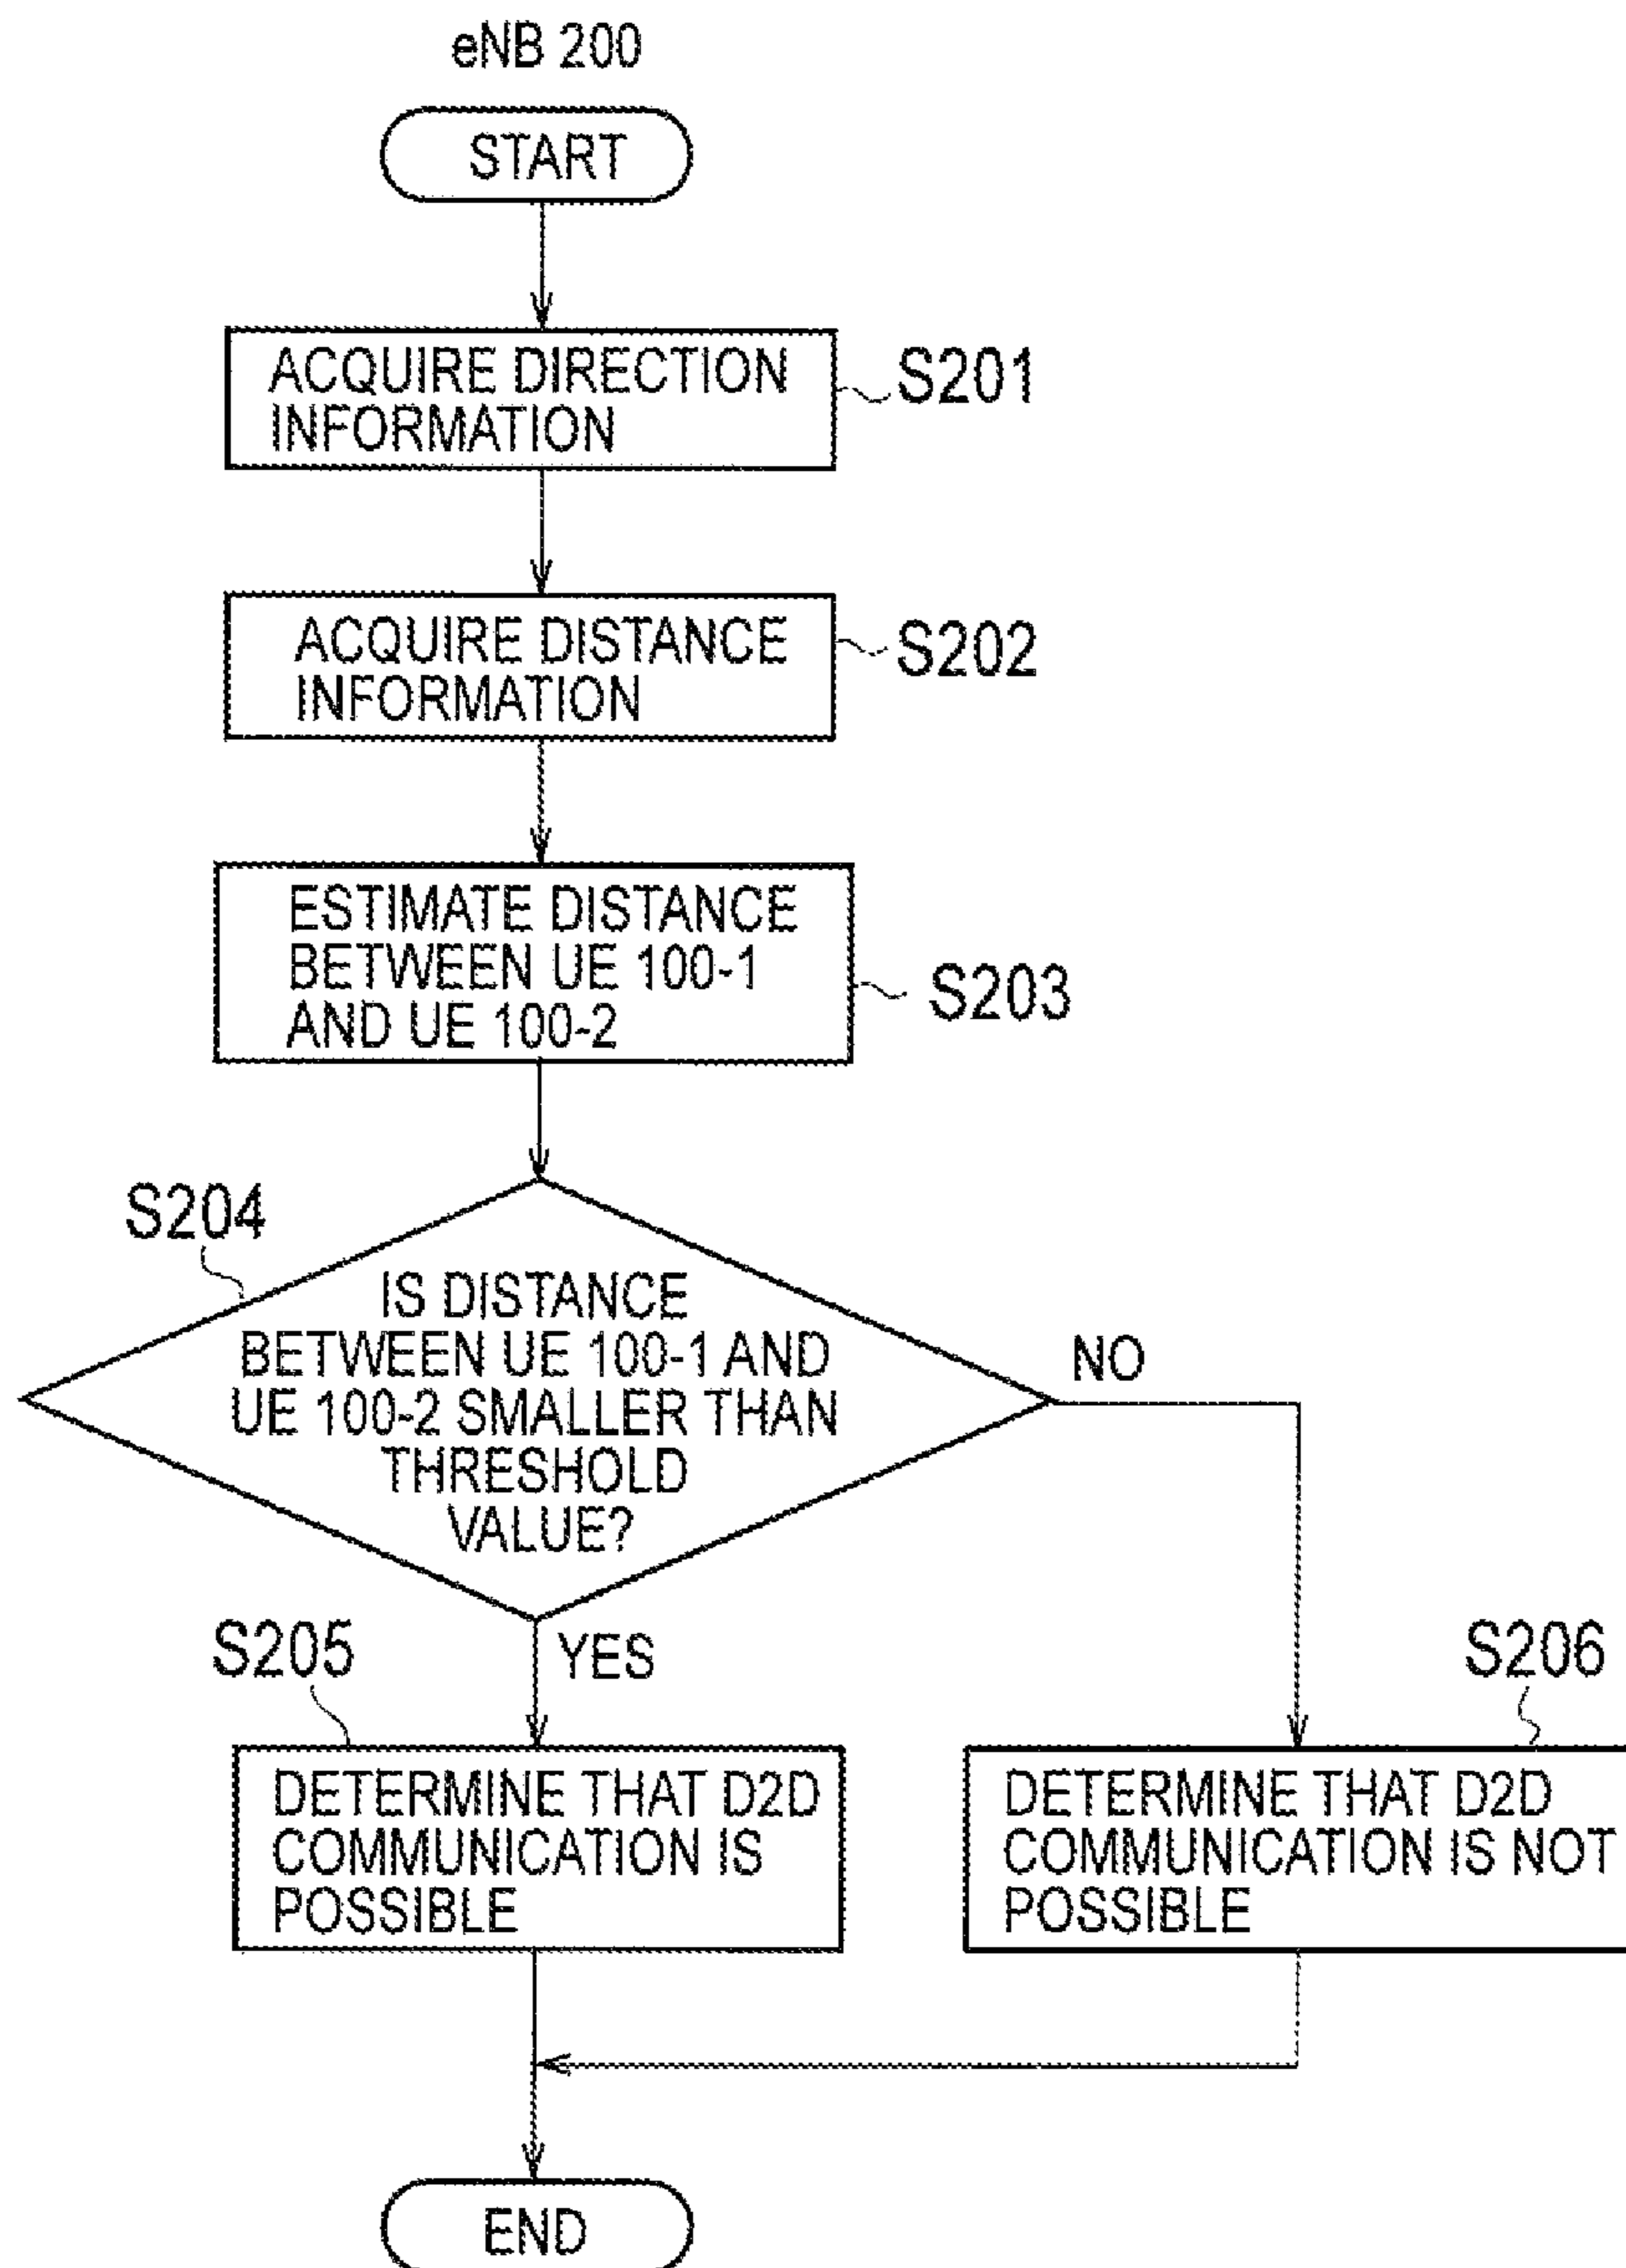 eNB 200
START
ACQUIRE DIRECTION
INFORMATION
S201
ACQUIRE DISTANCE
INFORMATION
S202
ESTIMATE DISTANCE
BETWEEN UE 100-1
AND UE 100-2
S203
S204
IS DISTANCE
BETWEEN UE 100-1 AND
UE 100-2 SMALLER THAN
THRESHOLD
VALUE?
NO
YES
S205
DETERMINE THAT D2D
COMMUNICATION IS
POSSIBLE
S206
DETERMINE THAT D2D
COMMUNICATION IS NOT
POSSIBLE
END